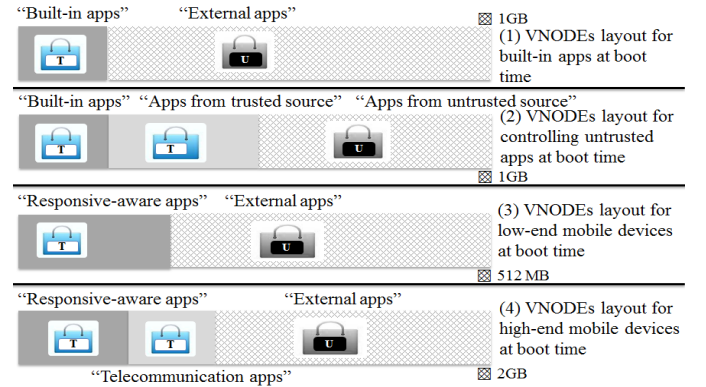 “Built-in apps” “External apps”
1GB
(1) VNODEs layout for
built-in apps at boot
time
T
U
“Built-in apps” “Apps from trusted source” “Apps from untrusted source”
(2) VNODEs layout for
controlling untrusted
apps at boot time
1GB
T
T
U
“Responsive-aware apps” “External apps”
(3) VNODEs layout for
low-end mobile devices
at boot time
512 MB
T
U
“Responsive-aware apps” “External apps”
(4) VNODEs layout for
high-end mobile devices
at boot time
2GB
T
T
U
“Telecommunication apps”